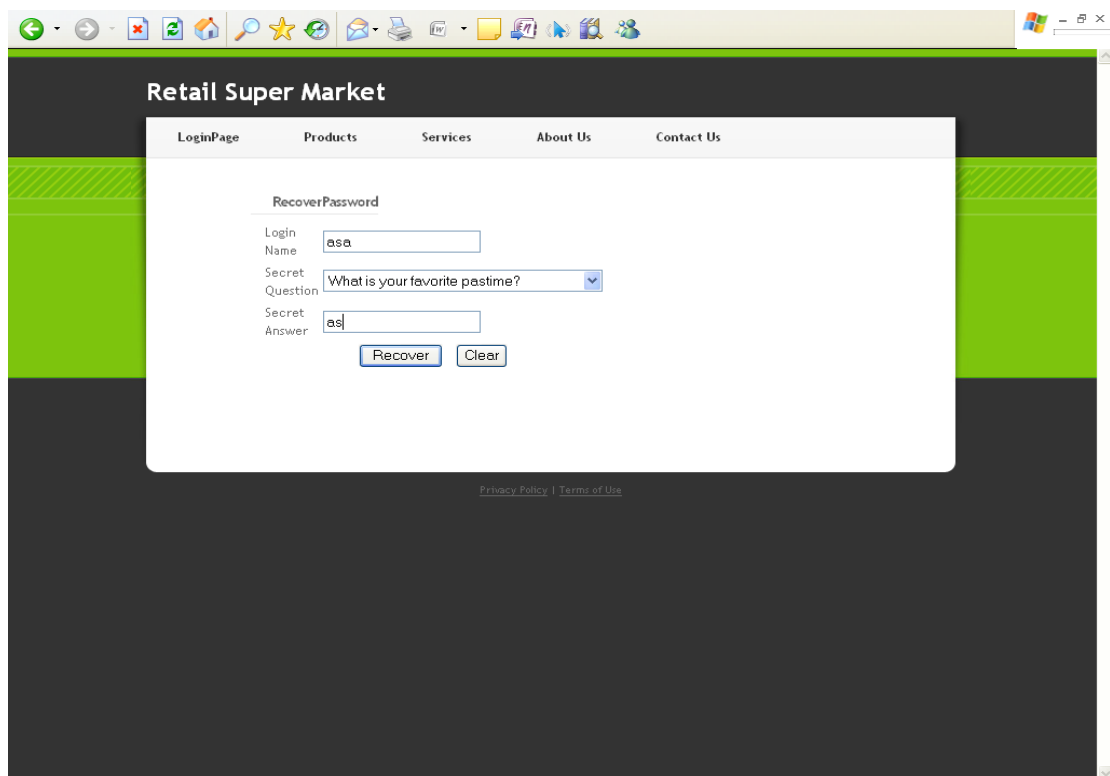 Retail Super Market
LoginPage Products Services About Us Contact Us
RecoverPassword
Login
Name
asa
Secret
Question
What is your favorite pastime?
Secret
Answer
as
Recover Clear
Privacy Policy | Terms of Use